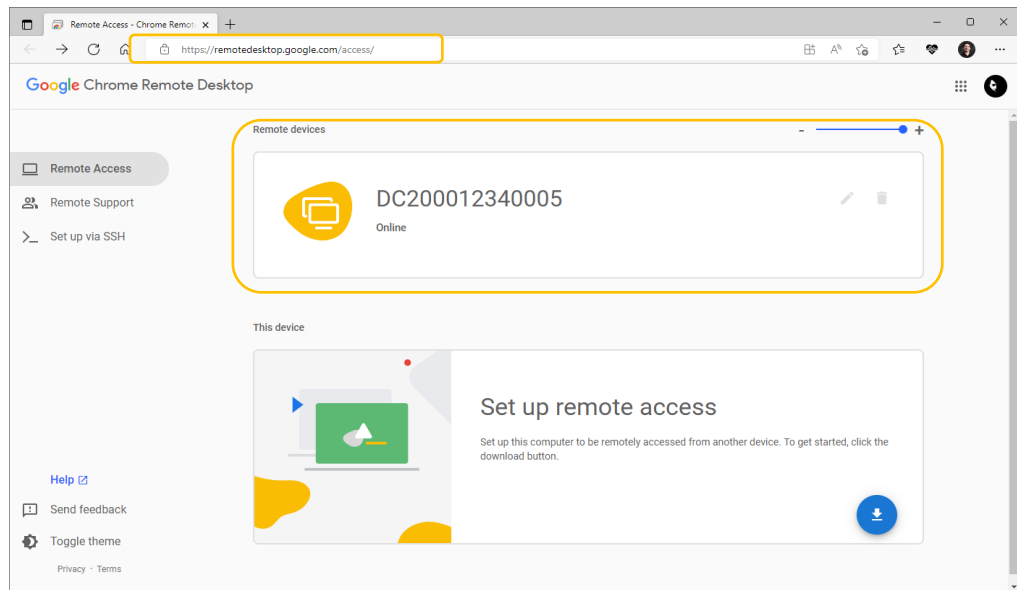 Remote Access - Chrome Remot
https://remotedesktop.google.com/access/
Google Chrome Remote Desktop
Remote devices
- +
Remote Access
Remote Support
Set up via SSH
DC200012340005
Online
This device
Set up remote access
Set up this computer to be remotely accessed from another device. To get started, click the
download button.
Help
Send feedback
Toggle theme
Privacy · Terms